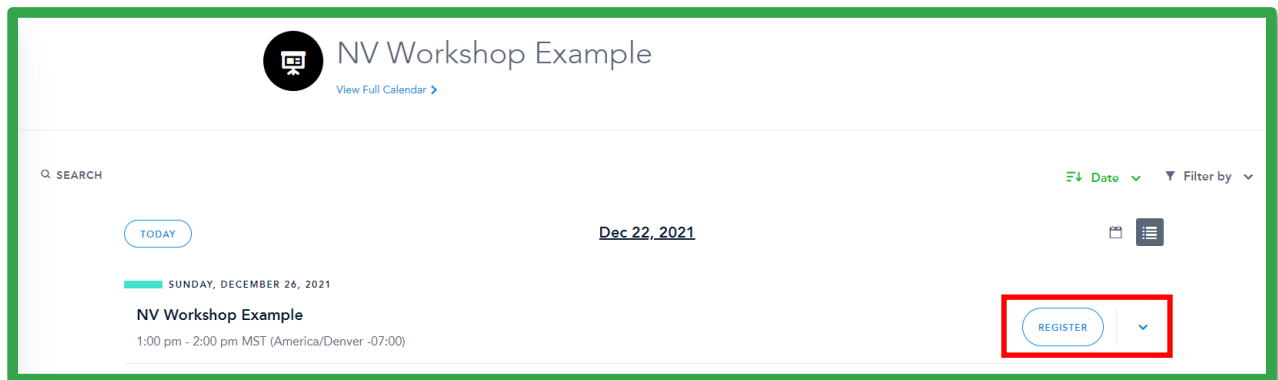 NV Workshop Example
View Full Calendar
SEARCH
Date
Filter by
TODAY
Dec 22, 2021
SUNDAY, DECEMBER 26, 2021
NV Workshop Example
REGISTER
1:00 pm - 2:00 pm MST (America/Denver -07:00)